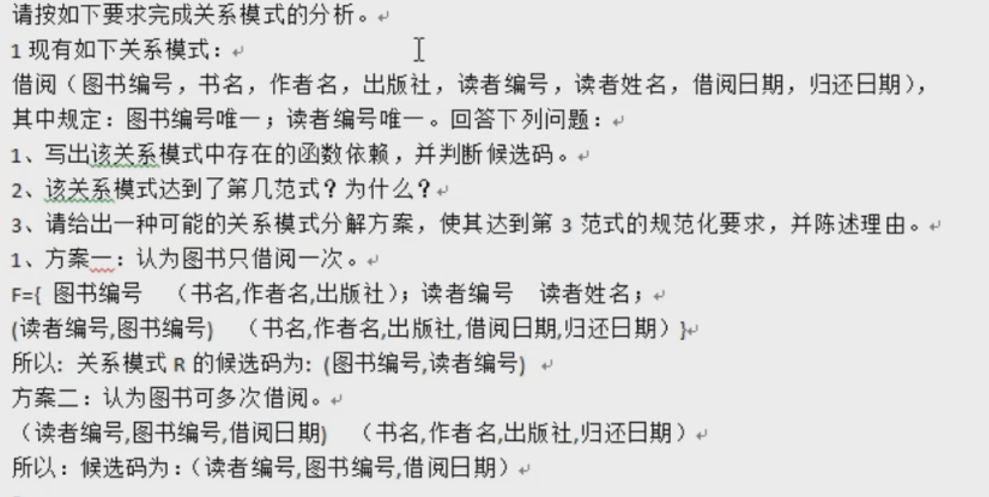 请按如下要求完成关系模式的分析。
1 现有如下关系模式：
借阅（图书编号，书名，作者名，出版社，读者编号，读者姓名，借阅日期，归还日期），
其中规定：图书编号唯一；读者编号唯一。回答下列问题：
1、写出该关系模式中存在的函数依赖，并判断候选码。
2、该关系模式达到了第几范式？为什么？
3、请给出一种可能的关系模式分解方案，使其达到第 3 范式的规范化要求，并陈述理由。
1、方案一：认为图书只借阅一次。
F={ 图书编号　（书名,作者名,出版社）；读者编号　读者姓名；
(读者编号,图书编号)　（书名,作者名,出版社,借阅日期,归还日期）}
所以：关系模式 R 的候选码为:（图书编号,读者编号）
方案二：认为图书可多次借阅。
（读者编号,图书编号,借阅日期)　（书名,作者名,出版社,归还日期）
所以：候选码为：（读者编号,图书编号,借阅日期）